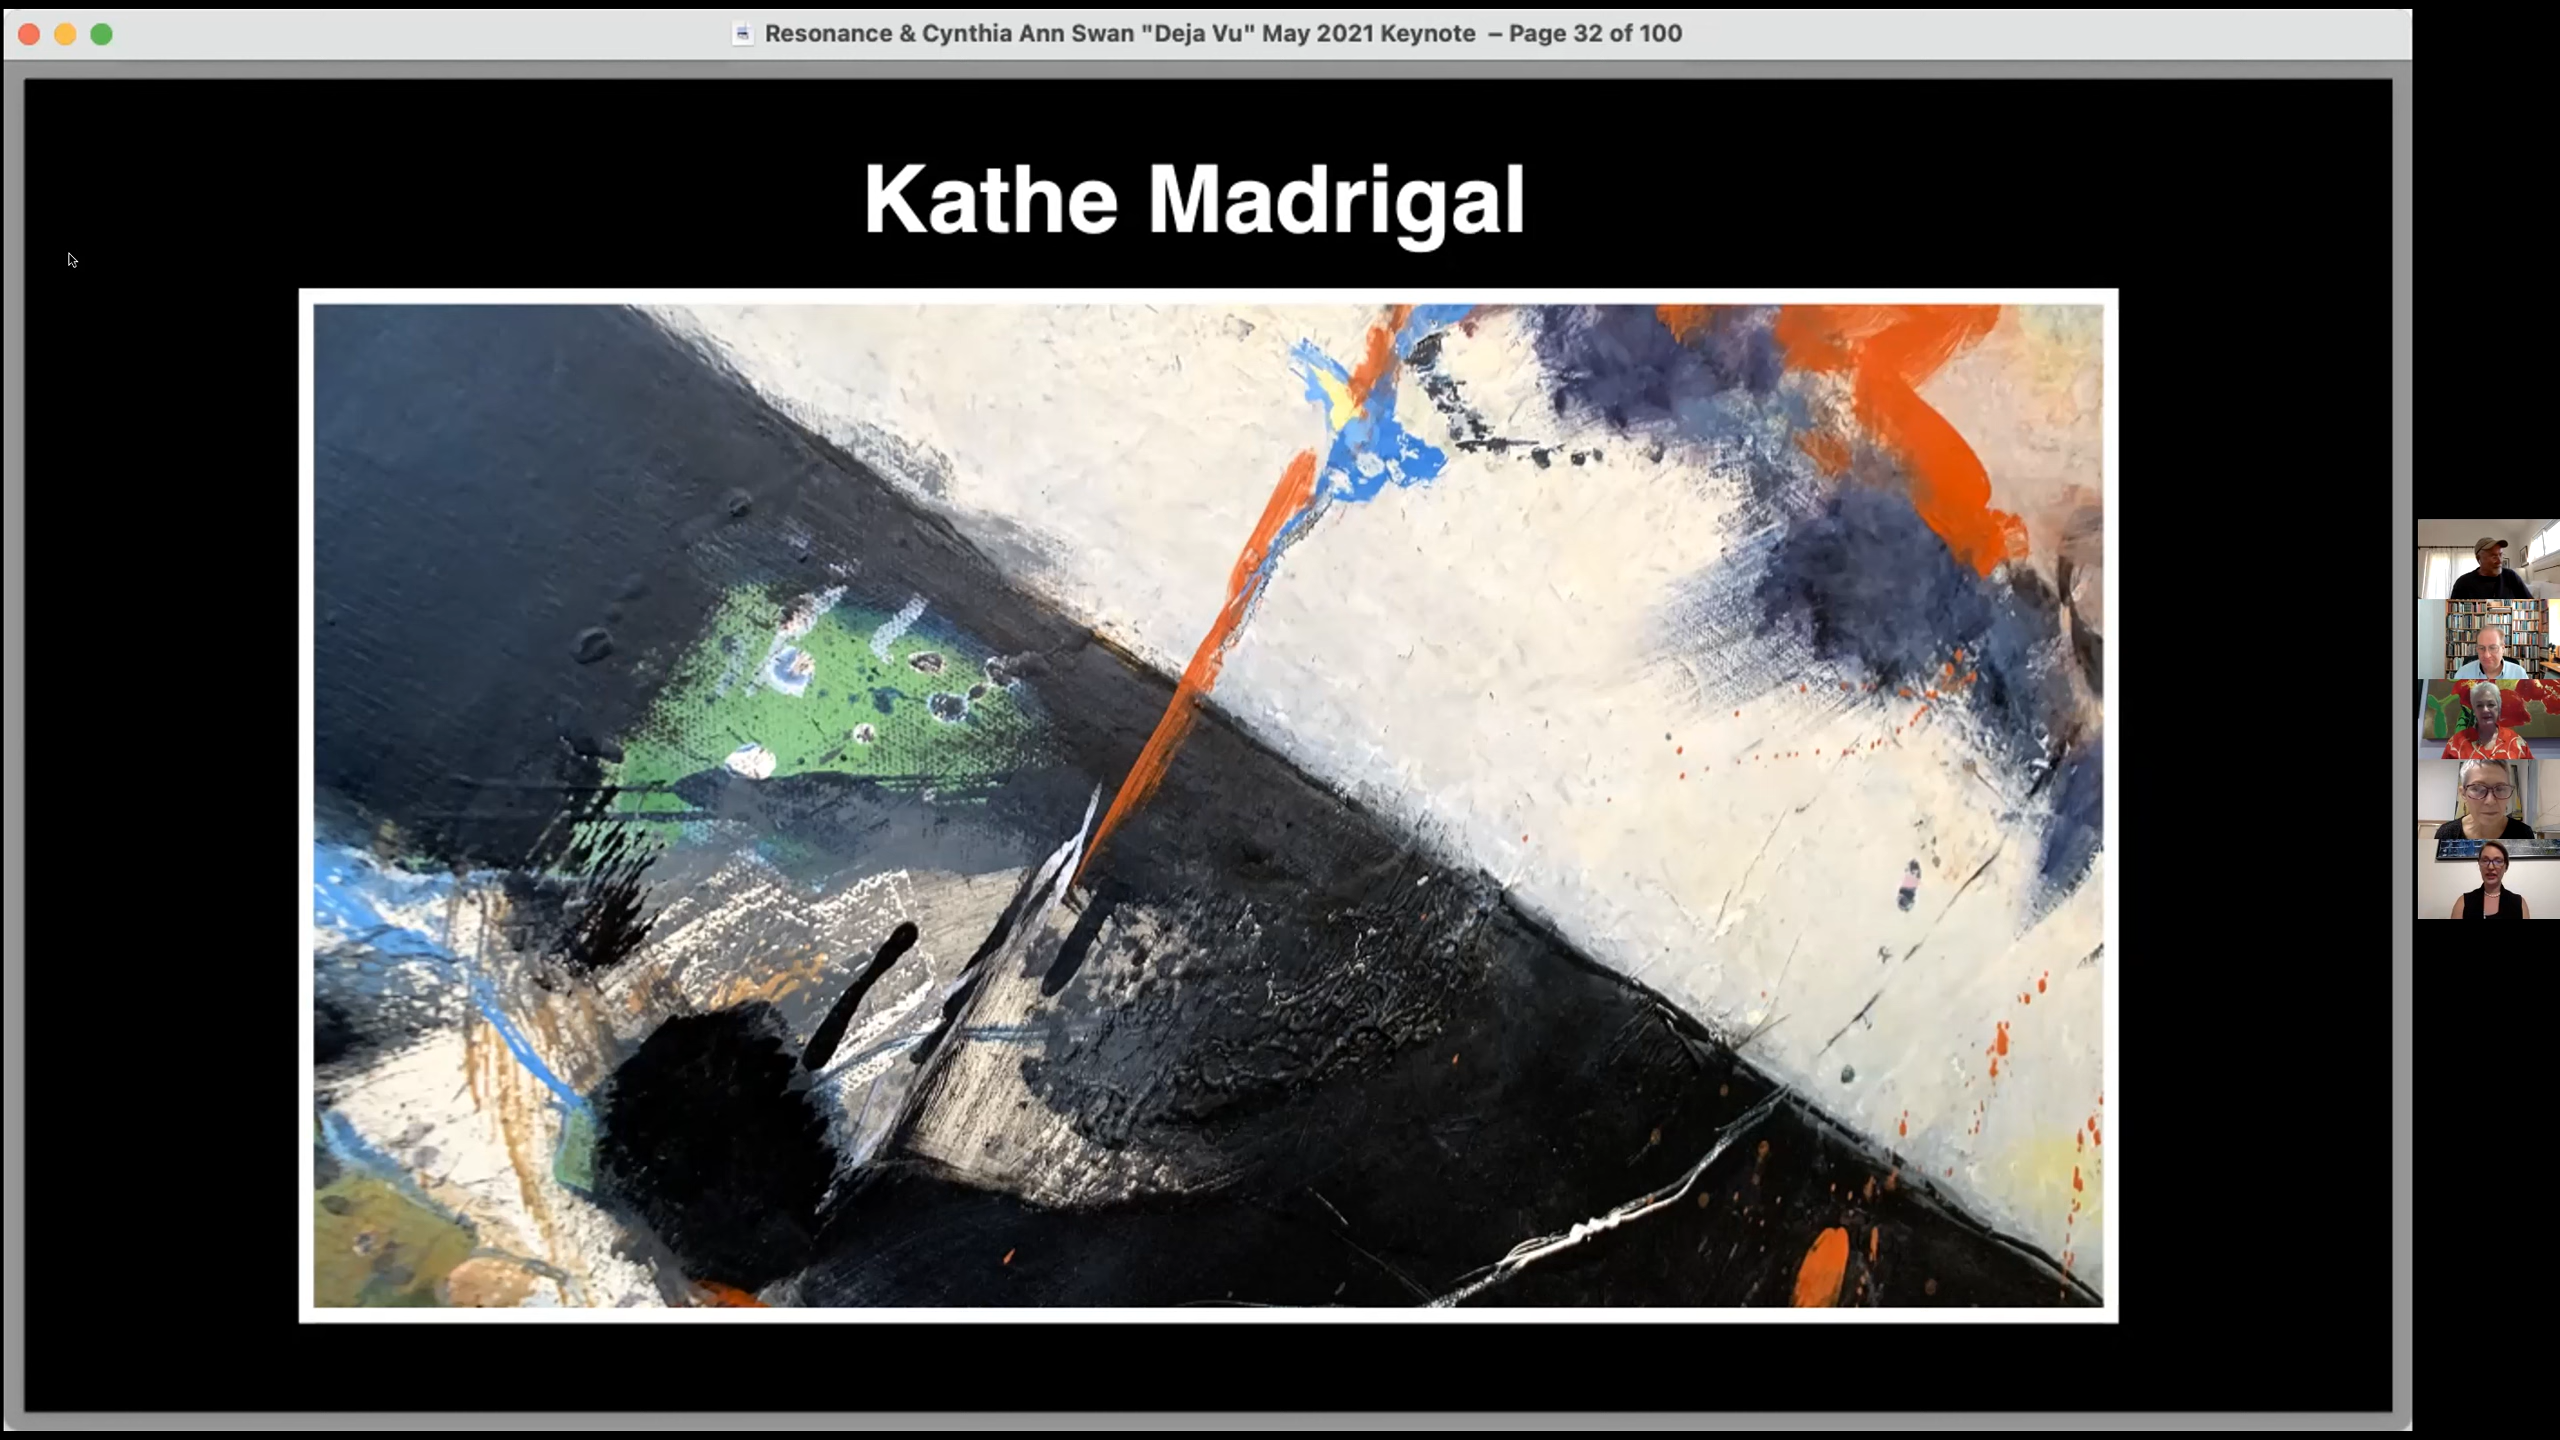 Resonance & Cynthia Ann Swan "Deja Vu" May 2021 Keynote – Page 32 of 100
Kathe Madrigal